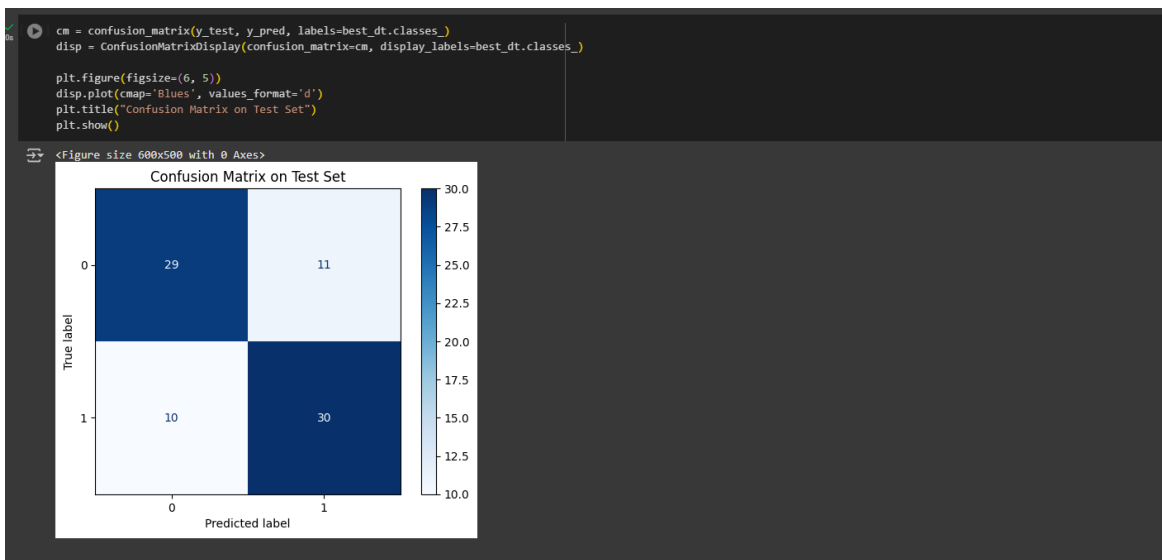 cm = confusion_matrix(y_test, y_pred, labels=best_dt.classes_)
0s
disp = ConfusionMatrixDisplay(confusion_matrix=cm, display_labels=best_dt.classes_)
plt.figure(figsize=(6, 5))
disp.plot(cmap='Blues', values_format='d')
plt.title("Confusion Matrix on Test Set")
plt.show()
<Figure size 600x500 with 0 Axes>
Confusion Matrix on Test Set
30.0
27.5
0
29
11
25.0
22.5
True label
20.0
17.5
1
10
30
15.0
12.5
10.0
0
1
Predicted label